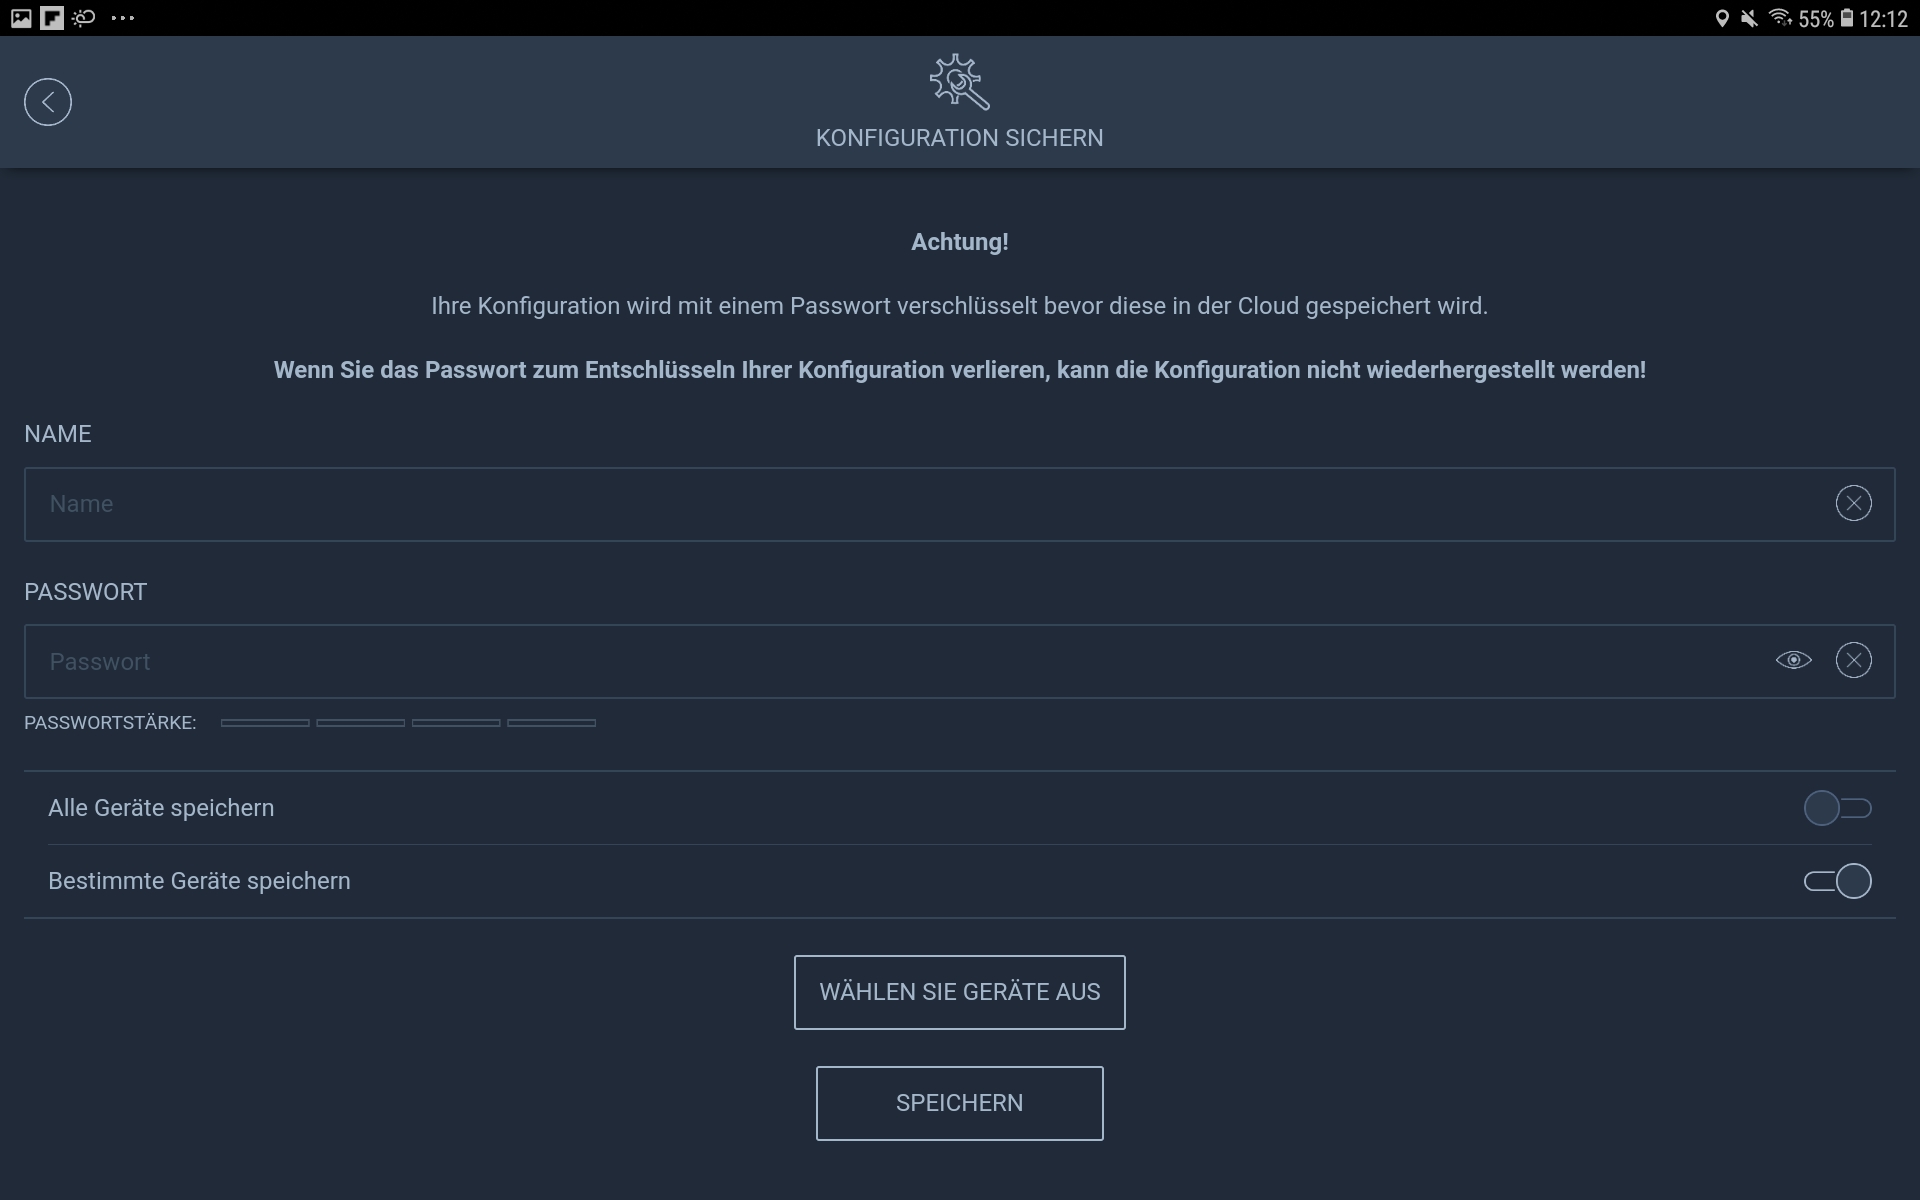 55% 12:12
KONFIGURATION SICHERN
Achtung!
Ihre Konfiguration wird mit einem Passwort verschlüsselt bevor diese in der Cloud gespeichert wird.
Wenn Sie das Passwort zum Entschlüsseln Ihrer Konfiguration verlieren, kann die Konfiguration nicht wiederhergestellt werden!
NAME
Name
PASSWORT
Passwort
PASSWORTSTÄRKE:
Alle Geräte speichern
Bestimmte Geräte speichern
WÄHLEN SIE GERÄTE AUS
SPEICHERN